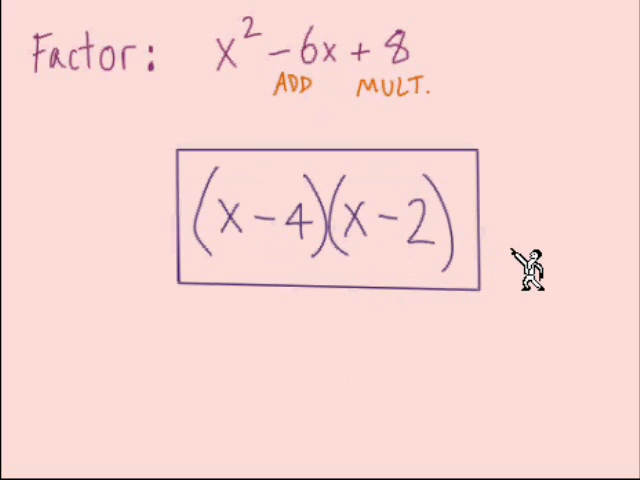 Factor: x² - 6x + 8
ADD MULT.
(x - 4)(x - 2)